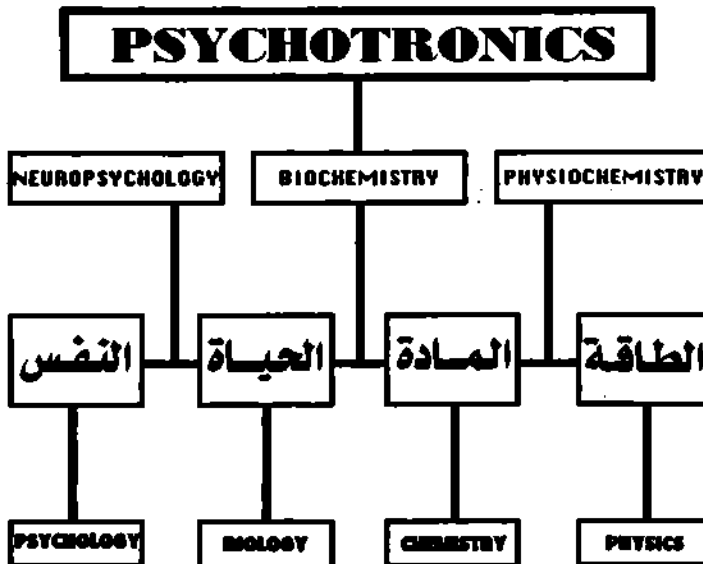 PSYCHOTRONICS
NEUROPSYCHOLOGY
BIOCHEMISTRY
PHYSIOCHEMISTRY
النفس
الحياة
المادة
الطاقة
PSYCHOLOGY
BIOLOGY
CHEMISTRY
PHYSICS